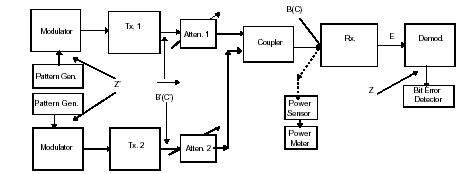 B(C)
Modulator
Tx. 1
Atten. 1
Coupler
Rx.
E
Demod.
Pattern Gen.
Z'
B'(C')
Z
Pattern Gen.
Power
Sensor
Bit Error
Detector
Power
Meter
Modulator
Tx. 2
Atten. 2